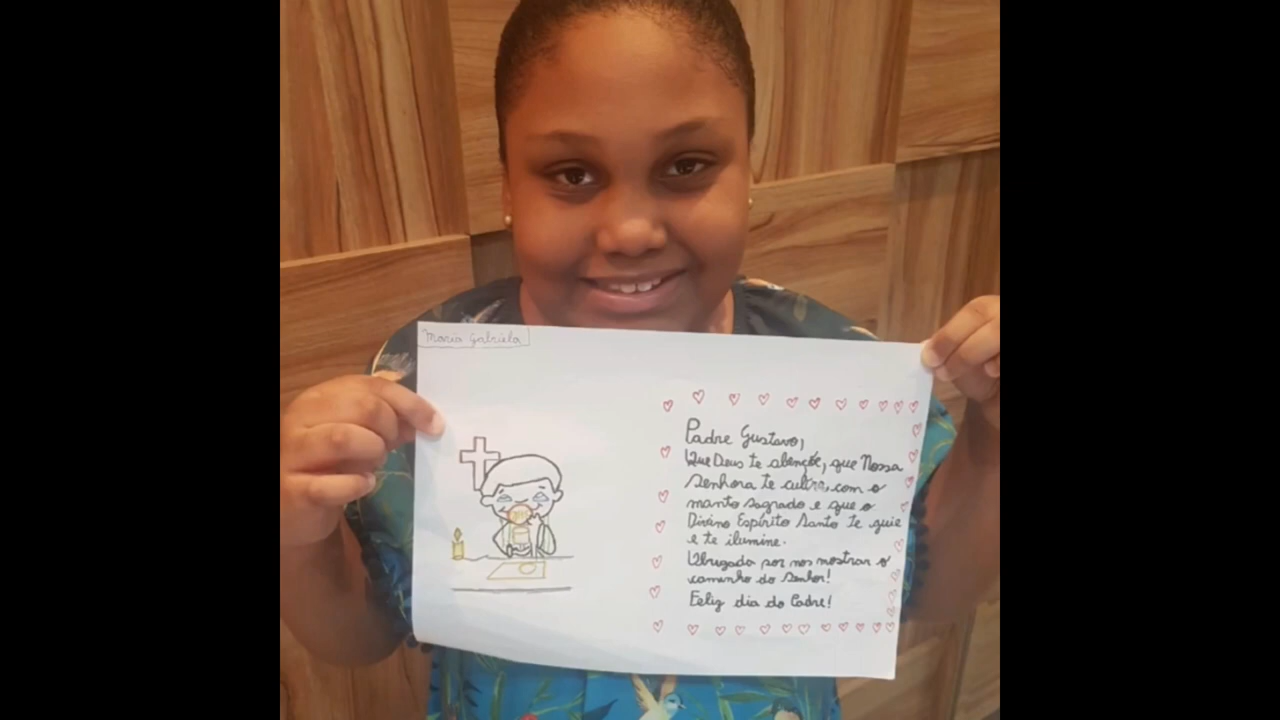 Maria Gabriela
Padre Gustavo,
Que Deus te abençõe, que Nossa
Senhora te cubra, com o
manto sagrado e que o
Divino Espírito Santo te guie
e te ilumine.
Obrigada por nos mostrar o
caminho do Senhor!
Feliz dia do Padre!